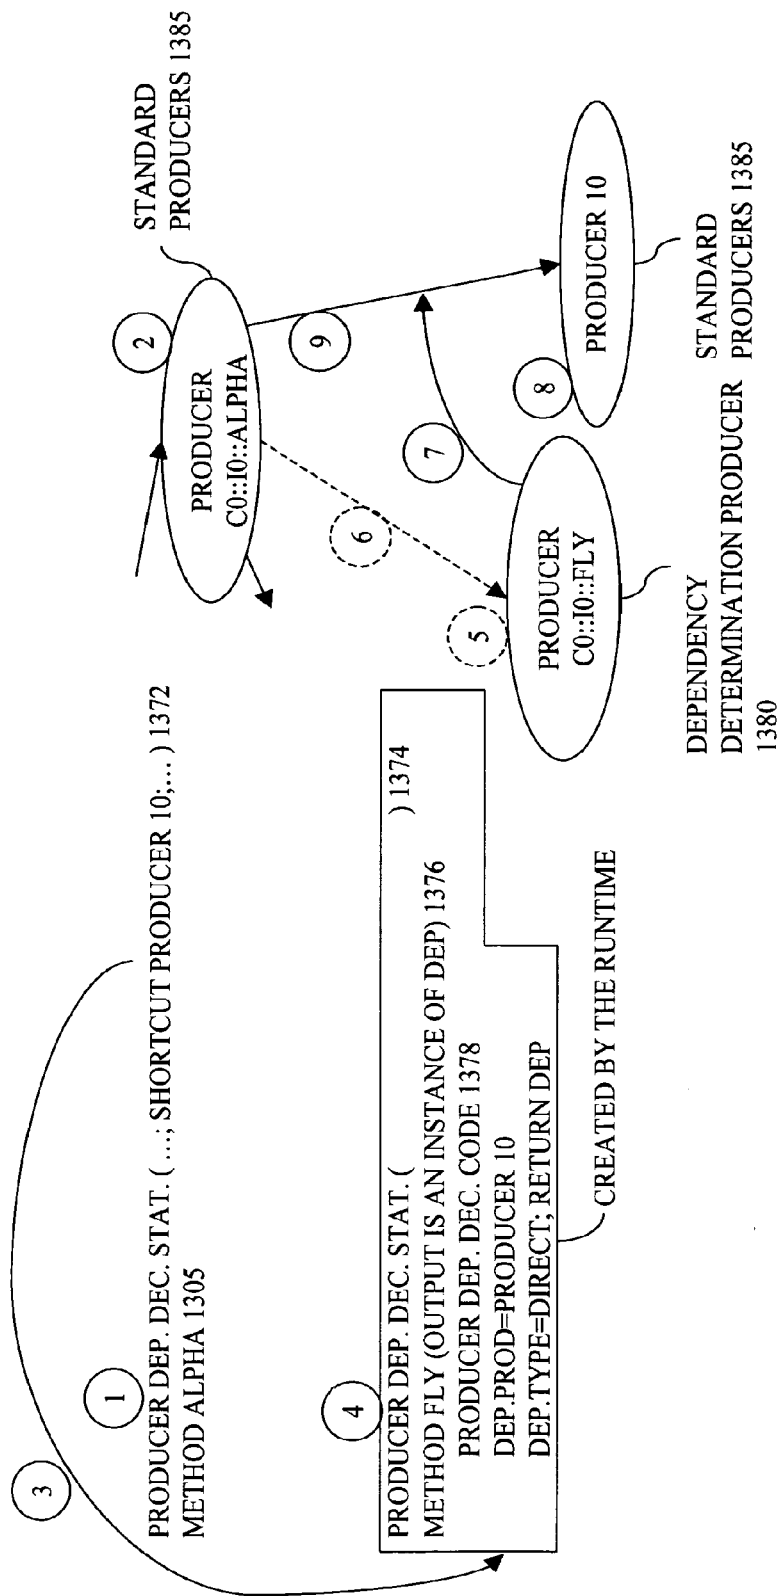 3
1
PRODUCER DEP. DEC. STAT. ( ...; SHORTCUT PRODUCER 10;... ) 1372
METHOD ALPHA 1305
4
PRODUCER DEP. DEC. STAT. ( ) 1374
METHOD FLY (OUTPUT IS AN INSTANCE OF DEP) 1376
PRODUCER DEP. DEC. CODE 1378
DEP.PROD=PRODUCER 10
DEP.TYPE=DIRECT; RETURN DEP
CREATED BY THE RUNTIME
STANDARD
PRODUCERS 1385
2
PRODUCER
C0::I0::ALPHA
9
6
7
5
8
PRODUCER
C0::I0::FLY
PRODUCER 10
DEPENDENCY
DETERMINATION PRODUCER
1380
STANDARD
PRODUCERS 1385